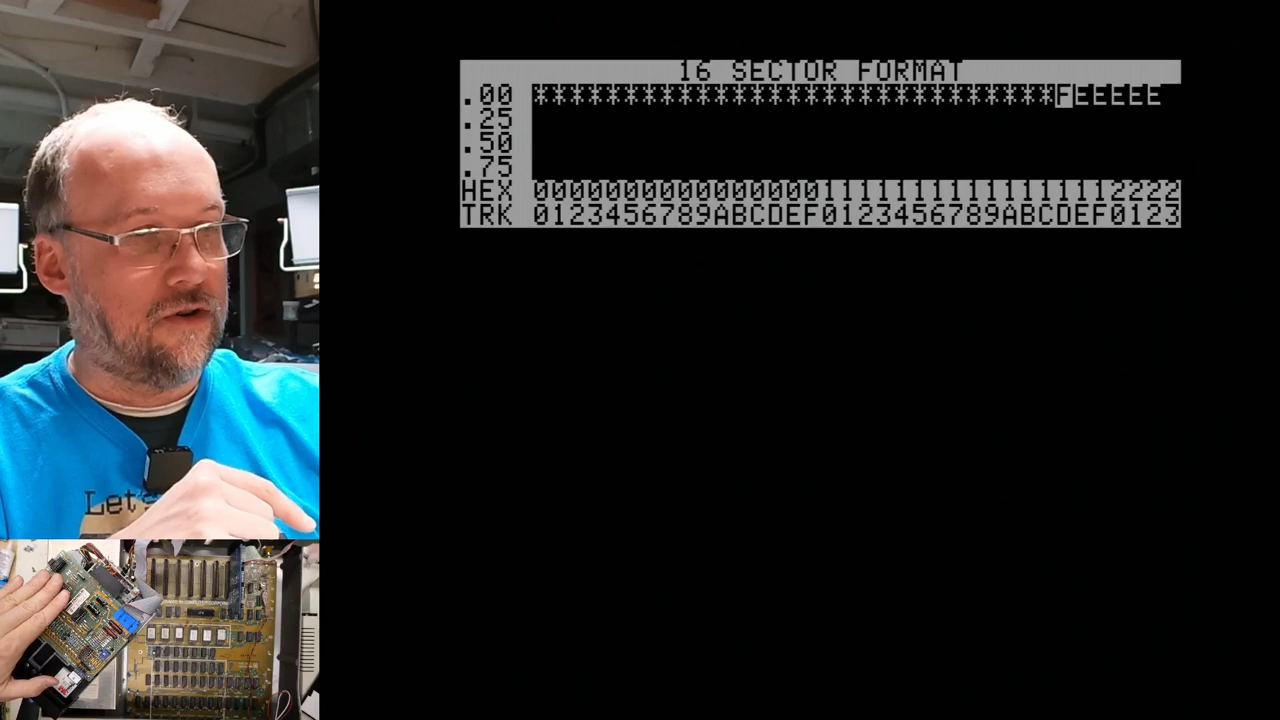 16 SECTOR FORMAT
.00 *****************************FEEEEE
.25
.50
.75
HEX 000000000000000011111111111111112222
TRK 0123456789ABCDEF0123456789ABCDEF0123
Let's